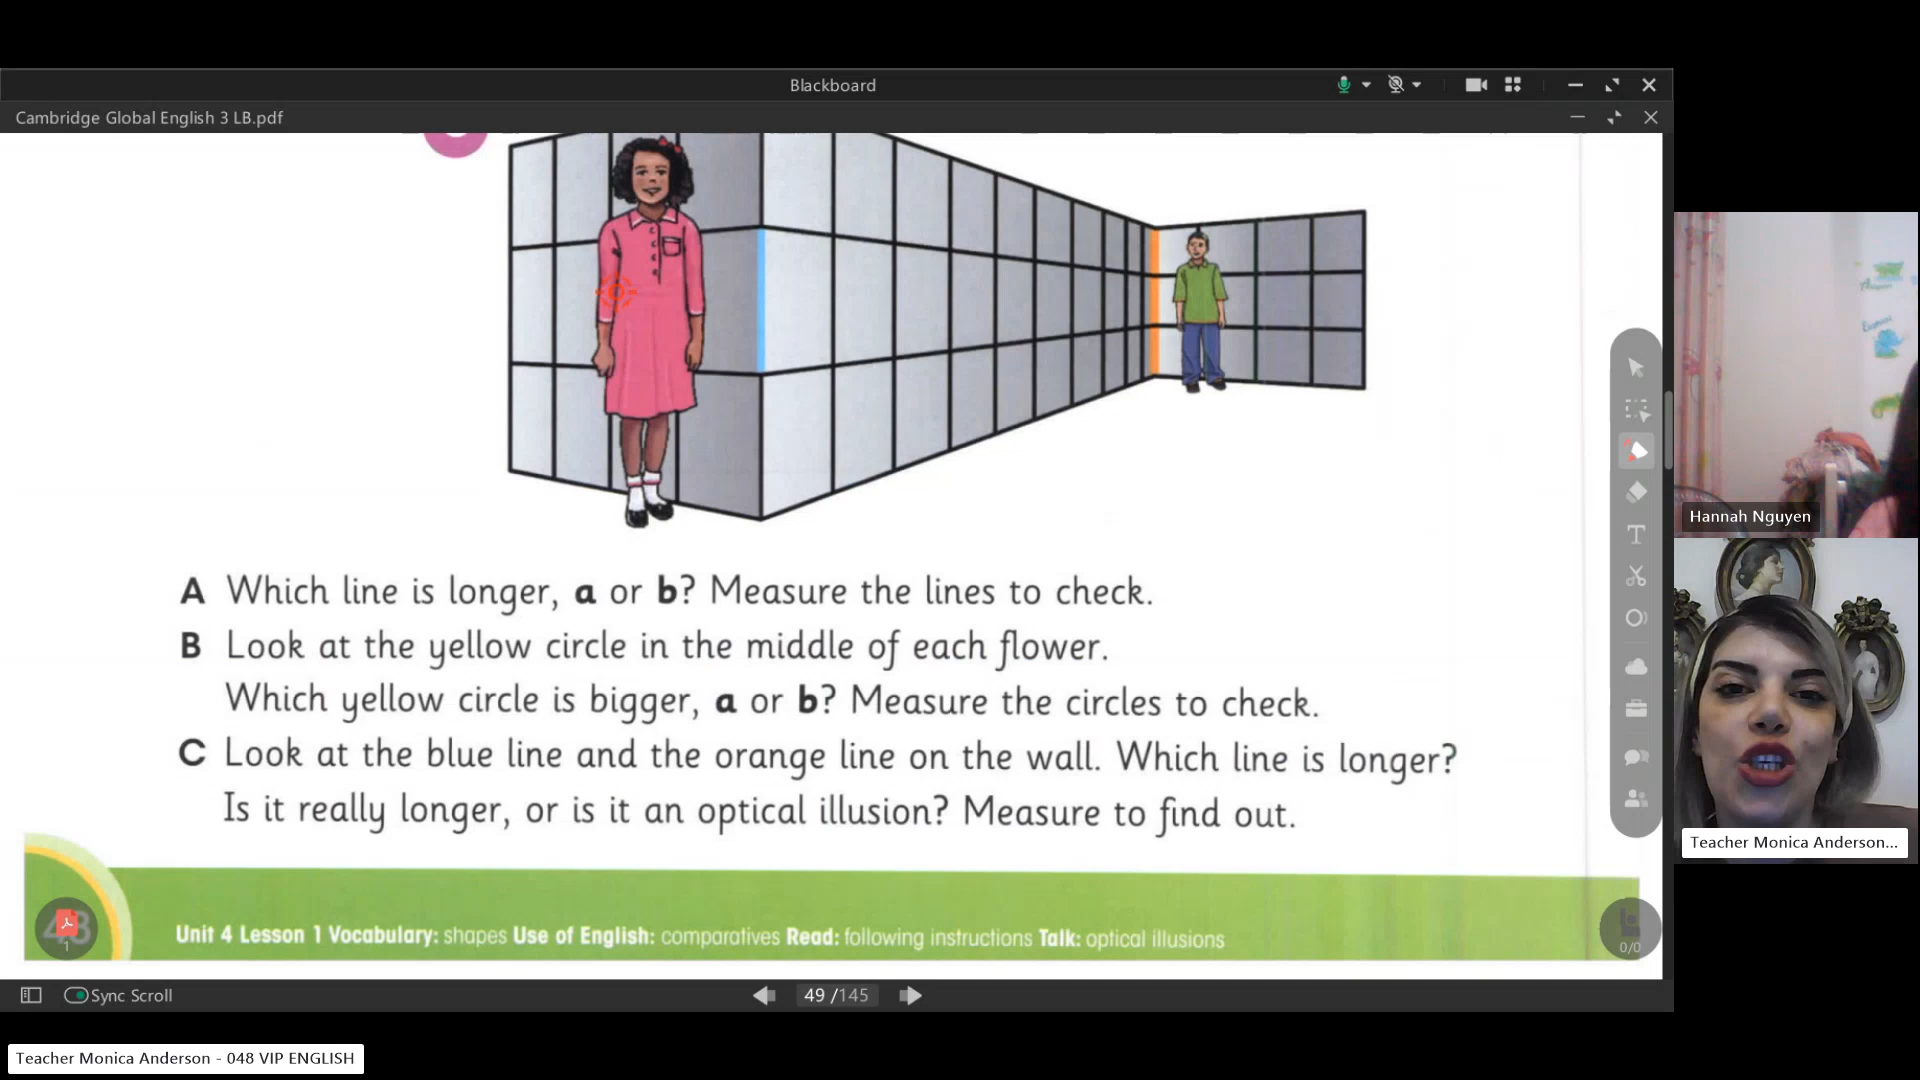 Blackboard
Cambridge Global English 3 LB.pdf
A Which line is longer, a or b? Measure the lines to check.
B Look at the yellow circle in the middle of each flower.
Which yellow circle is bigger, a or b? Measure the circles to check.
C Look at the blue line and the orange line on the wall. Which line is longer?
Is it really longer, or is it an optical illusion? Measure to find out.
Unit 4 Lesson 1 Vocabulary: shapes Use of English: comparatives Read: following instructions Talk: optical illusions
1
0/0
Sync Scroll
49 /145
Hannah Nguyen
Teacher Monica Anderson...
Teacher Monica Anderson - 048 VIP ENGLISH